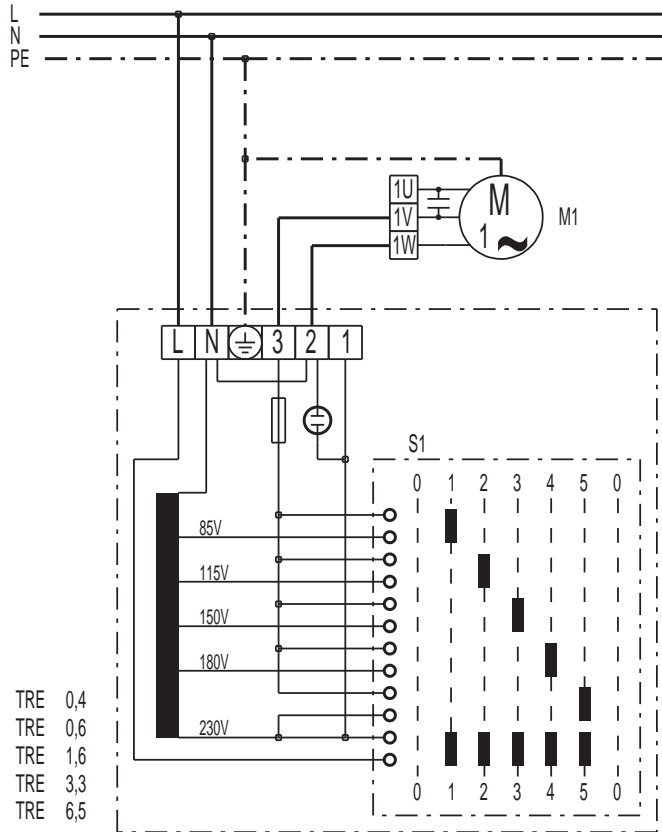 L
N
PE
1U
1V
1W
M
1
M1
L N 3 2 1
S1
0 1 2 3 4 5 0
85V
115V
150V
180V
230V
TRE 0,4
TRE 0,6
TRE 1,6
TRE 3,3
TRE 6,5
0 1 2 3 4 5 0